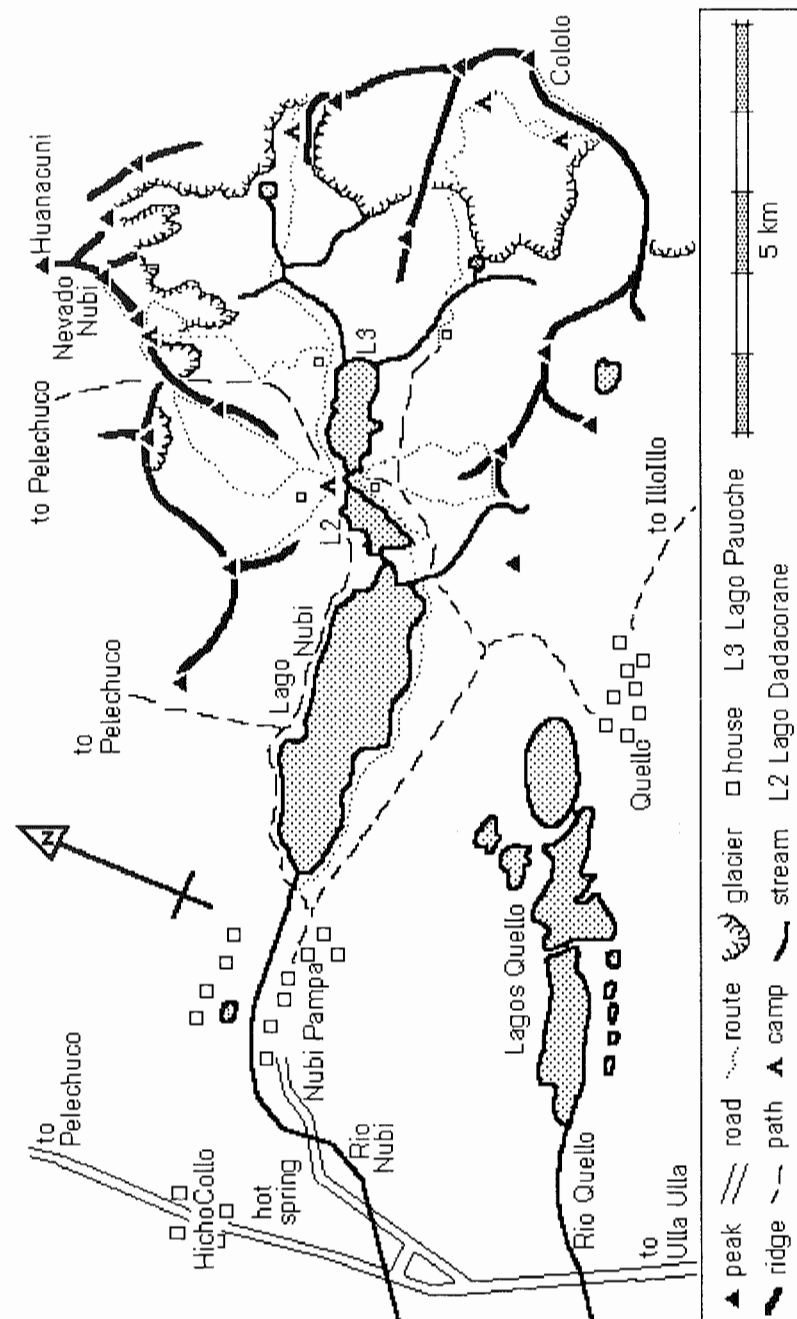 Huanacuni
Nevado
Nubi
to Pelechuco
Cololo
L3
L2
to
Pelechuco
Lago
Nubi
to IlloIllo
Quello
N
Lagos Quello
Nubi Pampa
to
Pelechuco
HichoCollo
hot
spring
Rio
Nubi
Rio Quello
to
Ulla Ulla
▲ peak road route glacier house L3 Lago Pauoche
ridge path camp stream L2 Lago Dadacorane
5 km